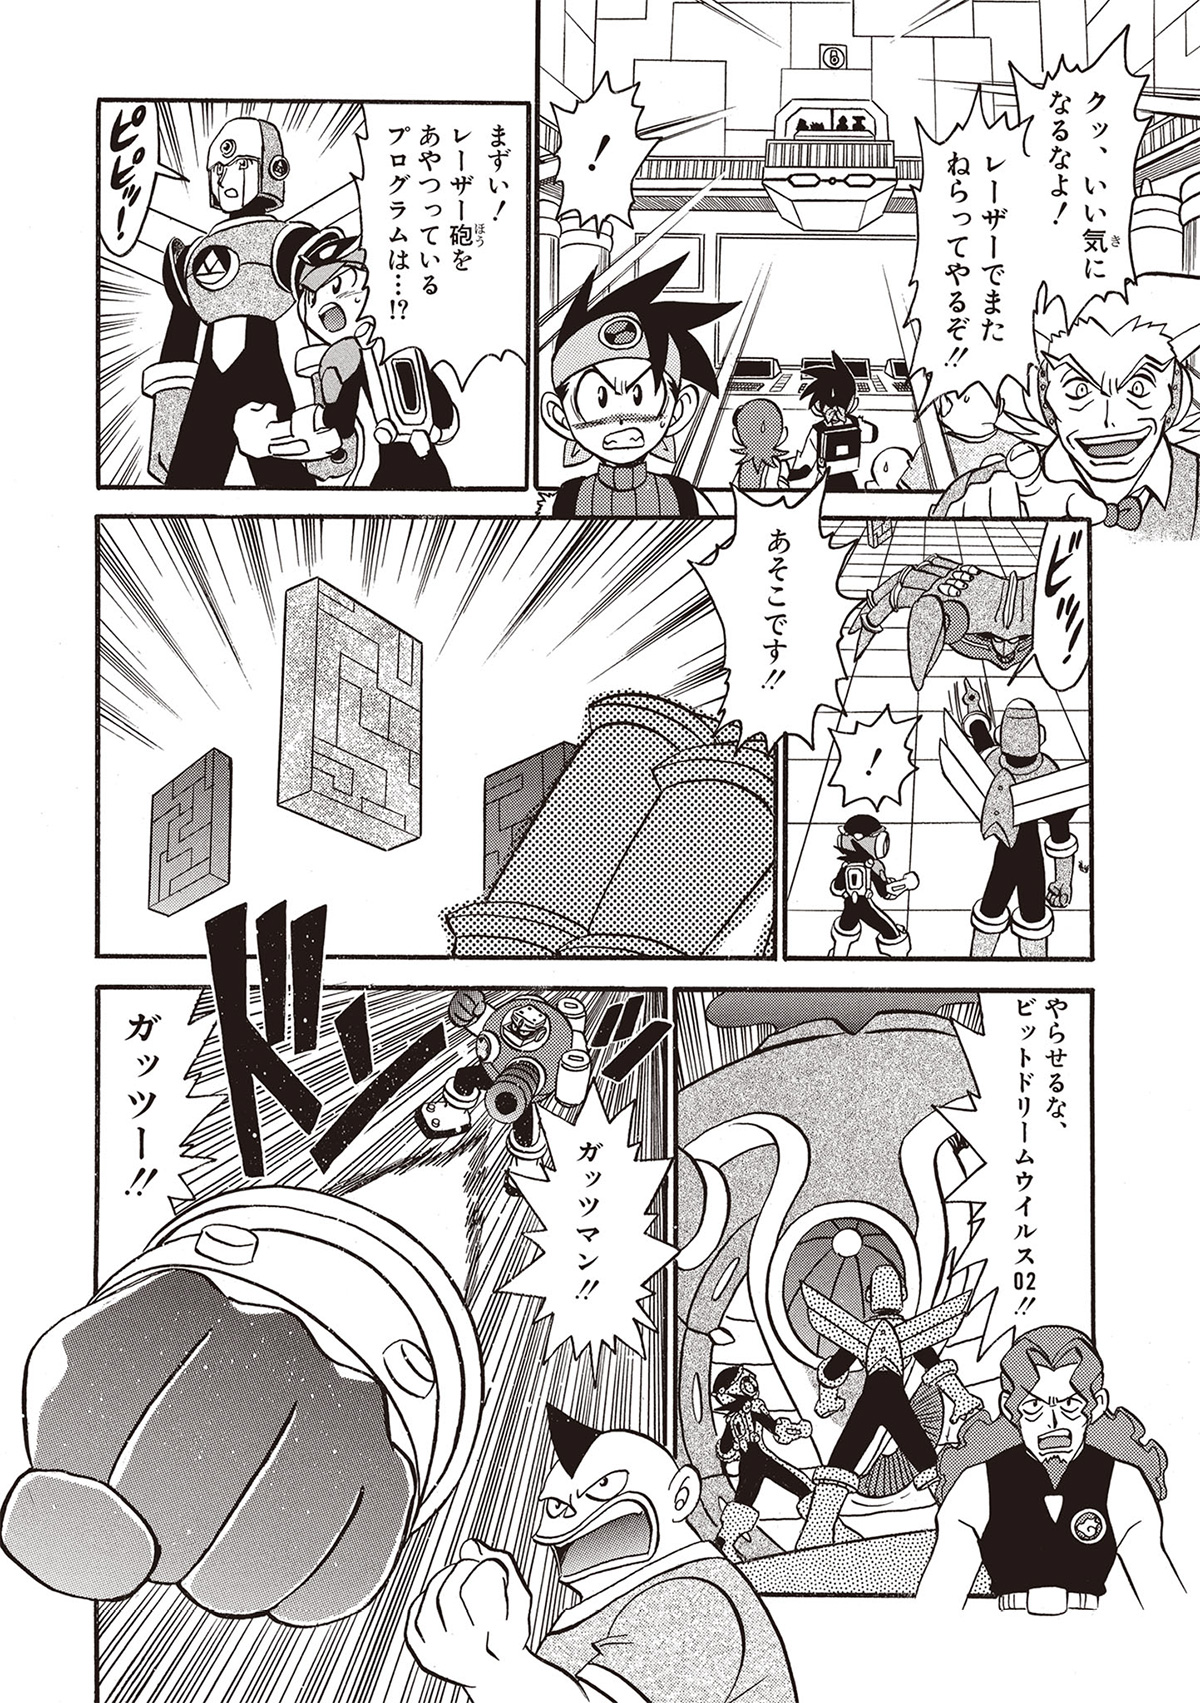 クッ、いい気に
なるなよ！
き
レーザーでまた
ねらってやるぞ!!
！
まずい！
レーザー砲を
ほう
あやつっている
プログラムは…!?
ピピッ！
ビッ！
！
あそこです!!
やらせるな、
ビットドリームウイルス02!!
ガッツマン!!
ドン
ガッツー!!